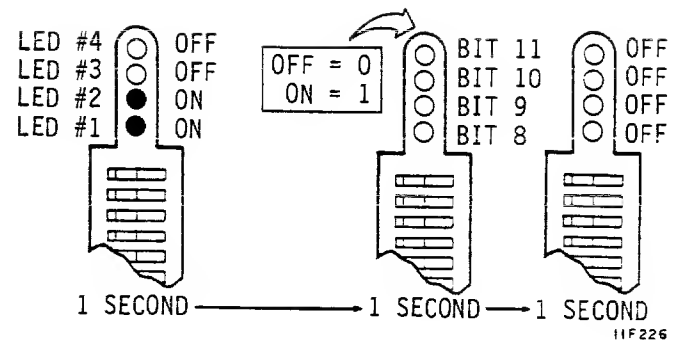 LED #4 OFF
LED #3 OFF
LED #2 ON
LED #1 ON
OFF = 0
ON = 1
BIT 11
BIT 10
BIT 9
BIT 8
OFF
OFF
OFF
OFF
1 SECOND
1 SECOND
1 SECOND
11F226